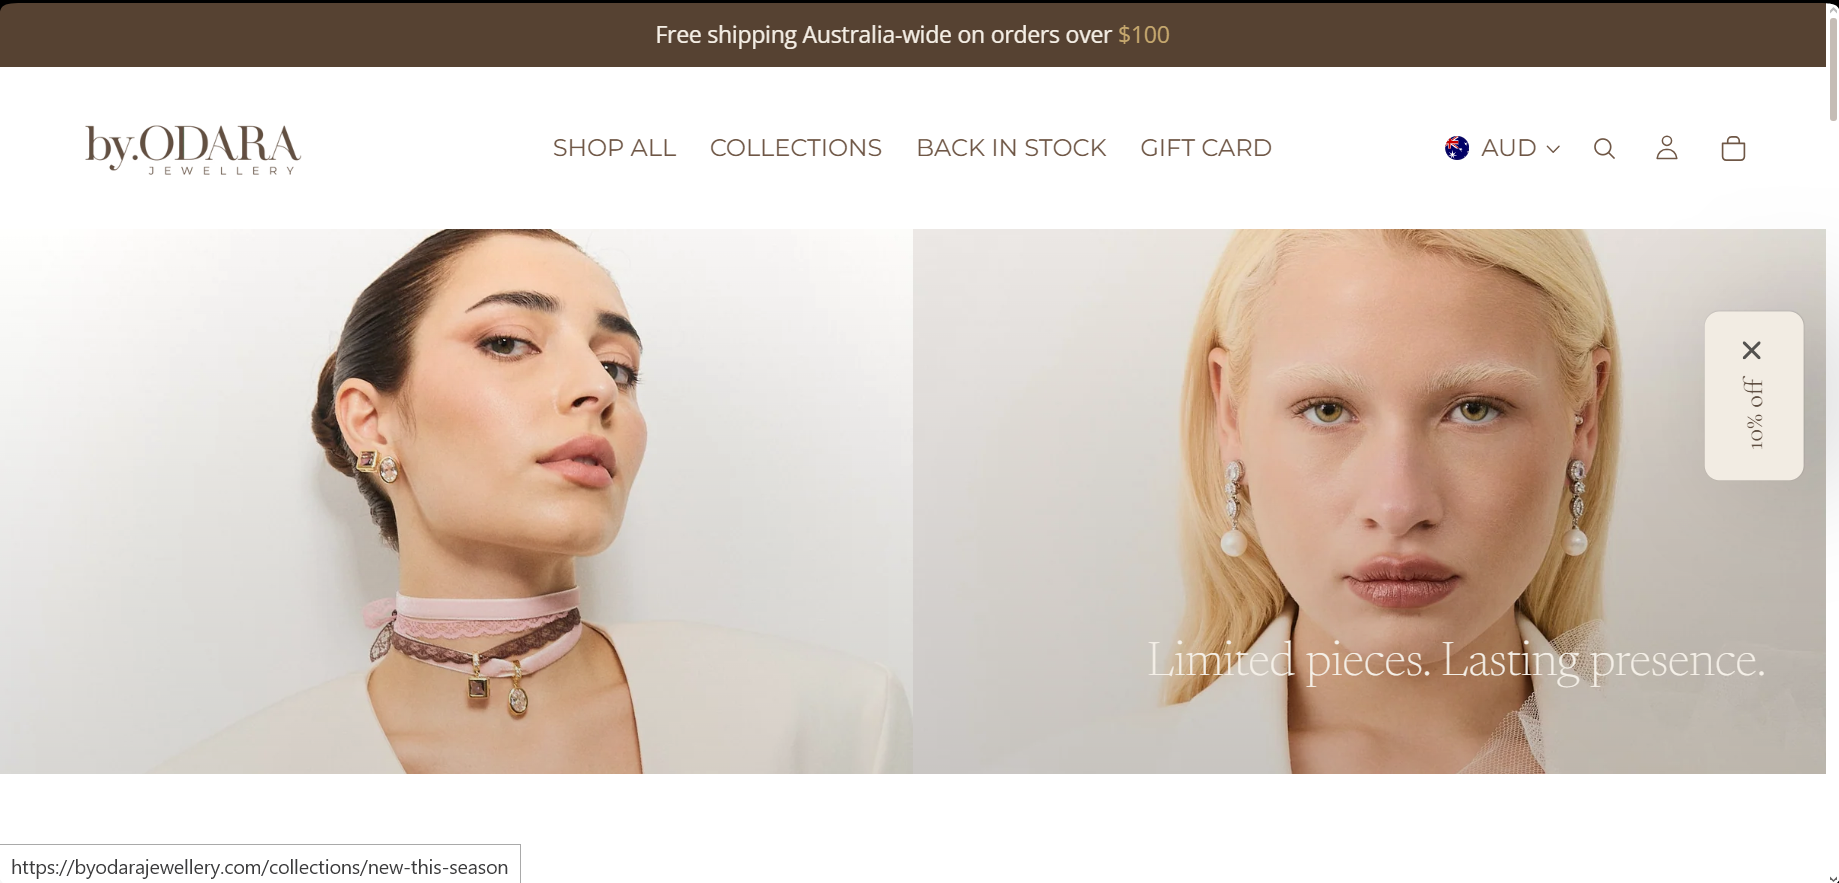 Free shipping Australia-wide on orders over $100
by.ODARA
JEWELLERY
SHOP ALL
COLLECTIONS
BACK IN STOCK
GIFT CARD
AUD
10% off
Limited pieces. Lasting presence.
https://byodarajewellery.com/collections/new-this-season